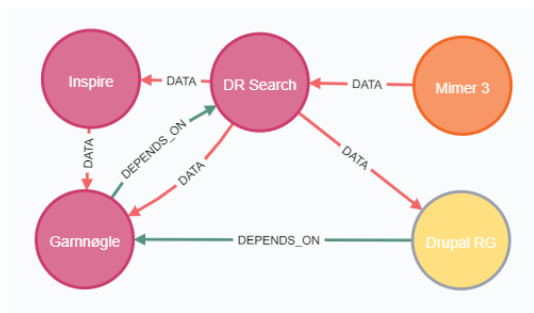 Inspire
DATA
DR Search
DATA
Mimer 3
DATA
DEPENDS_ON
DATA
DATA
Garnnøgle
DEPENDS_ON
Drupal RG